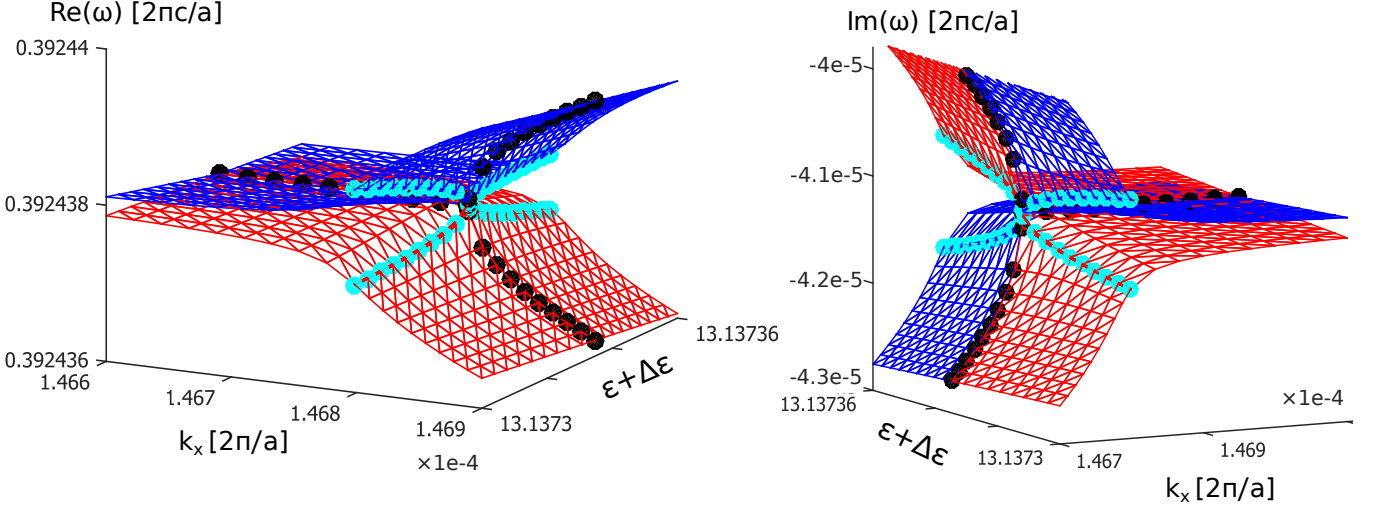 Re(ω) [2πc/a]
0.39244
0.392438
0.392436
1.466
1.467
1.468
1.469
×1e-4
kₓ [2π/a]
13.1373
13.13736
ε+Δε
Im(ω) [2πc/a]
-4e-5
-4.1e-5
-4.2e-5
-4.3e-5
13.13736
13.1373
ε+Δε
1.467
1.469
×1e-4
kₓ [2π/a]